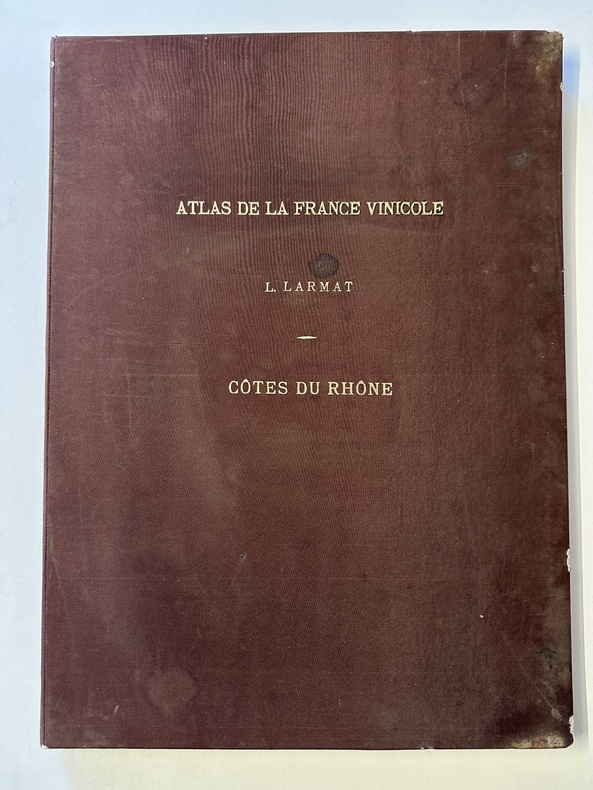 ATLAS DE LA FRANCE VINICOLE
L. LARMAT
CÔTES DU RHÔNE